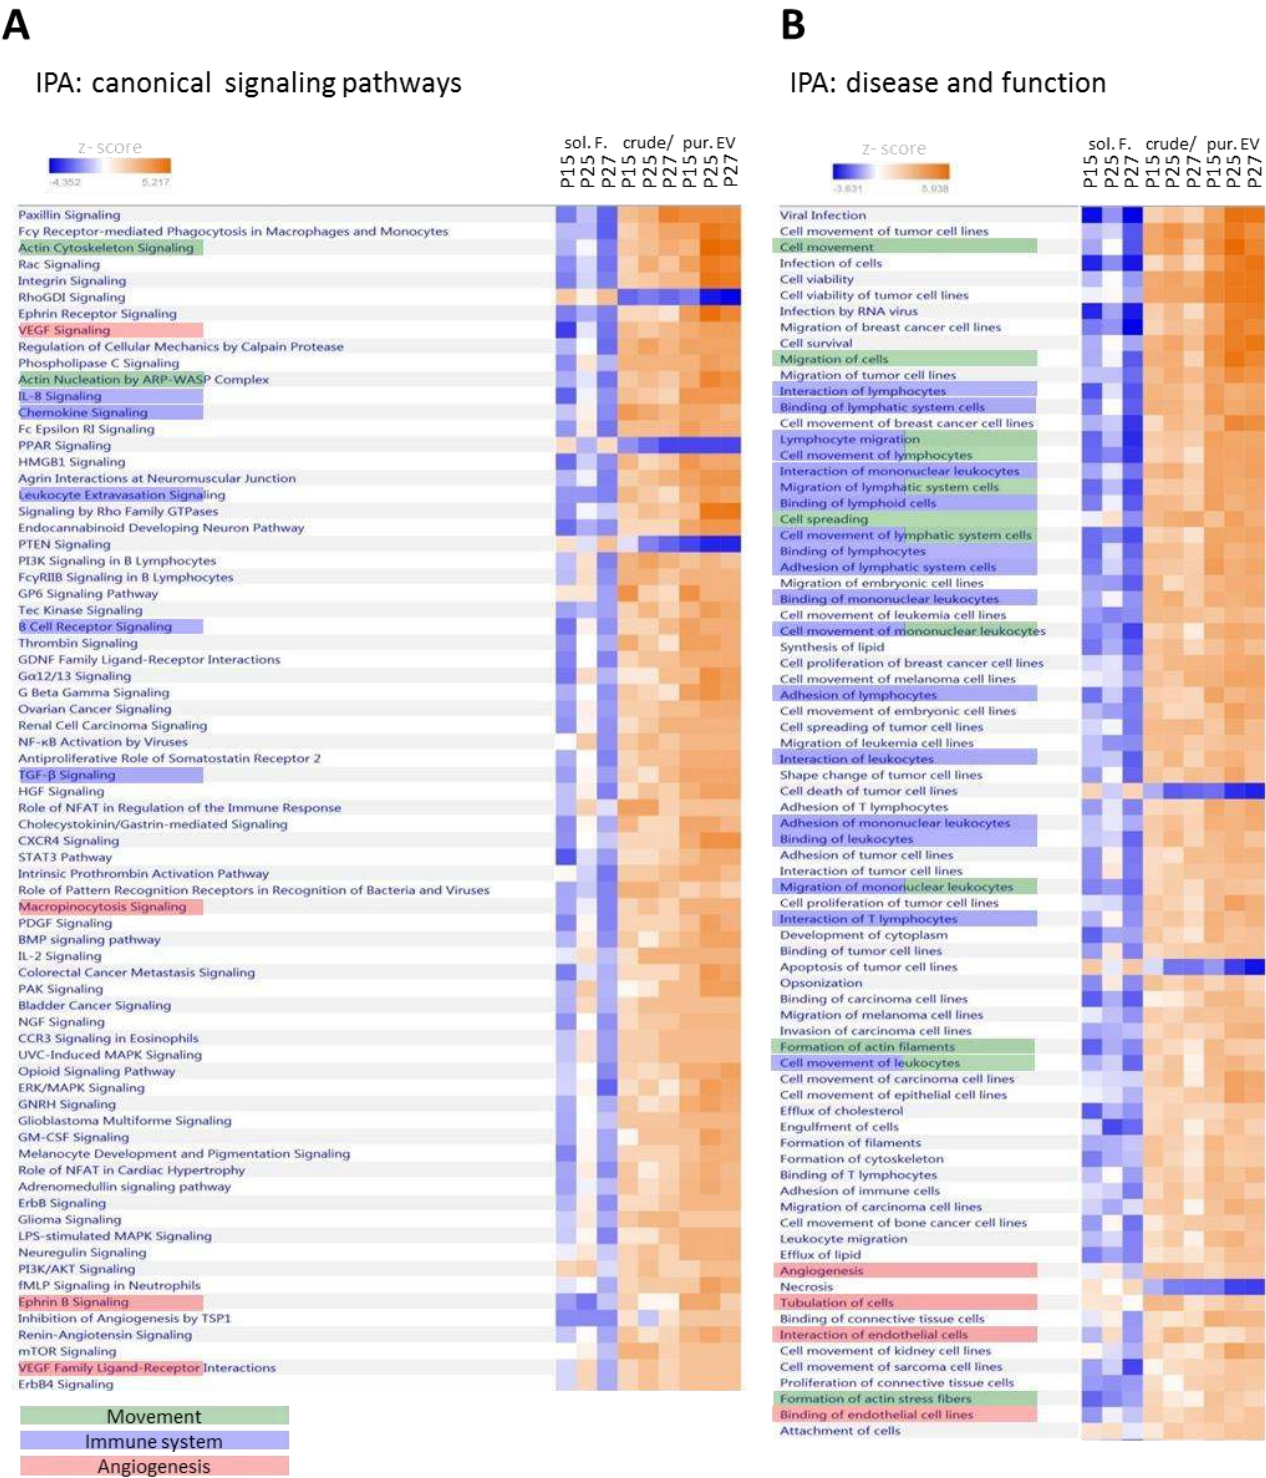 A
IPA: canonical signaling pathways
z-score
-4,352 5,217
sol. F. crude/ pur. EV
P15 P25 P27 P15 P25 P27 P15 P25 P27
Paxillin Signaling
Fcy Receptor-mediated Phagocytosis in Macrophages and Monocytes
Actin Cytoskeleton Signaling
Rac Signaling
Integrin Signaling
RhoGDI Signaling
Ephrin Receptor Signaling
VEGF Signaling
Regulation of Cellular Mechanics by Calpain Protease
Phospholipase C Signaling
Actin Nucleation by ARP-WASP Complex
IL-8 Signaling
Chemokine Signaling
Fc Epsilon RI Signaling
PPAR Signaling
HMGB1 Signaling
Agrin Interactions at Neuromuscular Junction
Leukocyte Extravasation Signaling
Signaling by Rho Family GTPases
Endocannabinoid Developing Neuron Pathway
PTEN Signaling
PI3K Signaling in B Lymphocytes
FcγRIIB Signaling in B Lymphocytes
GP6 Signaling Pathway
Tec Kinase Signaling
B Cell Receptor Signaling
Thrombin Signaling
GDNF Family Ligand-Receptor Interactions
Gα12/13 Signaling
G Beta Gamma Signaling
Ovarian Cancer Signaling
Renal Cell Carcinoma Signaling
NF-κB Activation by Viruses
Antiproliferative Role of Somatostatin Receptor 2
TGF-β Signaling
HGF Signaling
Role of NFAT in Regulation of the Immune Response
Cholecystokinin/Gastrin-mediated Signaling
CXCR4 Signaling
STAT3 Pathway
Intrinsic Prothrombin Activation Pathway
Role of Pattern Recognition Receptors in Recognition of Bacteria and Viruses
Macropinocytosis Signaling
PDGF Signaling
BMP signaling pathway
IL-2 Signaling
Colorectal Cancer Metastasis Signaling
PAK Signaling
Bladder Cancer Signaling
NGF Signaling
CCR3 Signaling in Eosinophils
UVC-Induced MAPK Signaling
Opioid Signaling Pathway
ERK/MAPK Signaling
GNRH Signaling
Glioblastoma Multiforme Signaling
GM-CSF Signaling
Melanocyte Development and Pigmentation Signaling
Role of NFAT in Cardiac Hypertrophy
Adrenomedullin signaling pathway
ErbB Signaling
Glioma Signaling
LPS-stimulated MAPK Signaling
Neuregulin Signaling
PI3K/AKT Signaling
fMLP Signaling in Neutrophils
Ephrin B Signaling
Inhibition of Angiogenesis by TSP1
Renin-Angiotensin Signaling
mTOR Signaling
VEGF Family Ligand-Receptor Interactions
ErbB4 Signaling
Movement
Immune system
Angiogenesis
B
IPA: disease and function
z-score
-3.631 5,938
sol. F. crude/ pur. EV
P15 P25 P27 P15 P25 P27 P15 P25 P27
Viral Infection
Cell movement of tumor cell lines
Cell movement
Infection of cells
Cell viability
Cell viability of tumor cell lines
Infection by RNA virus
Migration of breast cancer cell lines
Cell survival
Migration of cells
Migration of tumor cell lines
Interaction of lymphocytes
Binding of lymphatic system cells
Cell movement of breast cancer cell lines
Lymphocyte migration
Cell movement of lymphocytes
Interaction of mononuclear leukocytes
Migration of lymphatic system cells
Binding of lymphoid cells
Cell spreading
Cell movement of lymphatic system cells
Binding of lymphocytes
Adhesion of lymphatic system cells
Migration of embryonic cell lines
Binding of mononuclear leukocytes
Cell movement of leukemia cell lines
Cell movement of mononuclear leukocytes
Synthesis of lipid
Cell proliferation of breast cancer cell lines
Cell movement of melanoma cell lines
Adhesion of lymphocytes
Cell movement of embryonic cell lines
Cell spreading of tumor cell lines
Migration of leukemia cell lines
Interaction of leukocytes
Shape change of tumor cell lines
Cell death of tumor cell lines
Adhesion of T lymphocytes
Adhesion of mononuclear leukocytes
Binding of leukocytes
Adhesion of tumor cell lines
Interaction of tumor cell lines
Migration of mononuclear leukocytes
Cell proliferation of tumor cell lines
Interaction of T lymphocytes
Development of cytoplasm
Binding of tumor cell lines
Apoptosis of tumor cell lines
Opsonization
Binding of carcinoma cell lines
Migration of melanoma cell lines
Invasion of carcinoma cell lines
Formation of actin filaments
Cell movement of leukocytes
Cell movement of carcinoma cell lines
Cell movement of epithelial cell lines
Efflux of cholesterol
Engulfment of cells
Formation of filaments
Formation of cytoskeleton
Binding of T lymphocytes
Adhesion of immune cells
Migration of carcinoma cell lines
Cell movement of bone cancer cell lines
Leukocyte migration
Efflux of lipid
Angiogenesis
Necrosis
Tubulation of cells
Binding of connective tissue cells
Interaction of endothelial cells
Cell movement of kidney cell lines
Cell movement of sarcoma cell lines
Proliferation of connective tissue cells
Formation of actin stress fibers
Binding of endothelial cell lines
Attachment of cells